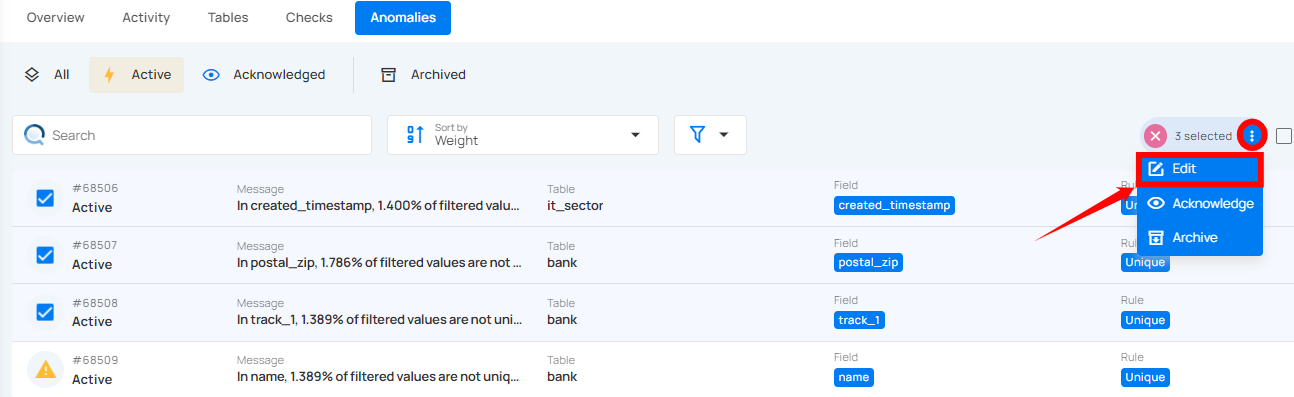 Overview Activity Tables Checks Anomalies
All Active Acknowledged Archived
Search Sort by Weight 3 selected
Edit
Acknowledge
Archive
#68506 Message Table Field
Active In created_timestamp, 1.400% of filtered valu... it_sector created_timestamp
#68507 Message Table Field
Active In postal_zip, 1.786% of filtered values are not ... bank postal_zip Unique
#68508 Message Table Field Rule
Active In track_1, 1.389% of filtered values are not uni... bank track_1 Unique
#68509 Message Table Field Rule
Active In name, 1.389% of filtered values are not uniq... bank name Unique